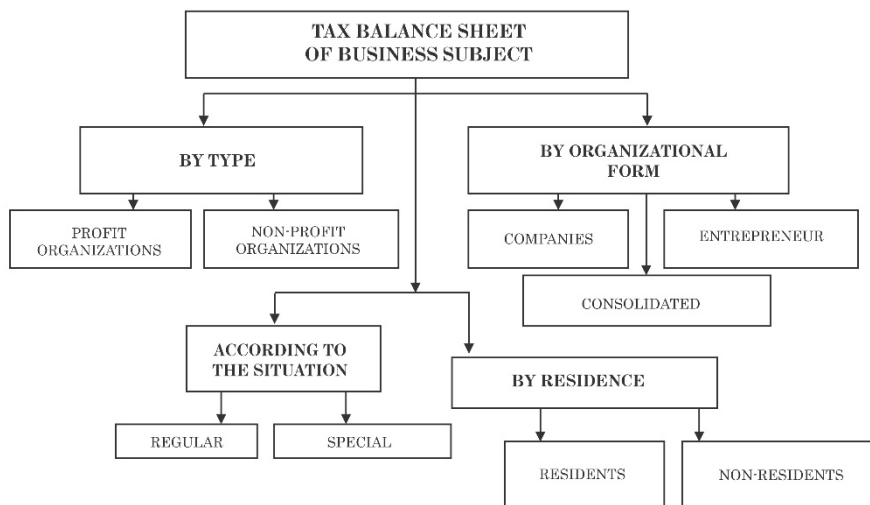 TAX BALANCE SHEET
OF BUSINESS SUBJECT
BY TYPE
BY ORGANIZATIONAL
FORM
PROFIT
ORGANIZATIONS
NON-PROFIT
ORGANIZATIONS
COMPANIES
ENTREPRENEUR
CONSOLIDATED
ACCORDING TO
THE SITUATION
BY RESIDENCE
REGULAR
SPECIAL
RESIDENTS
NON-RESIDENTS